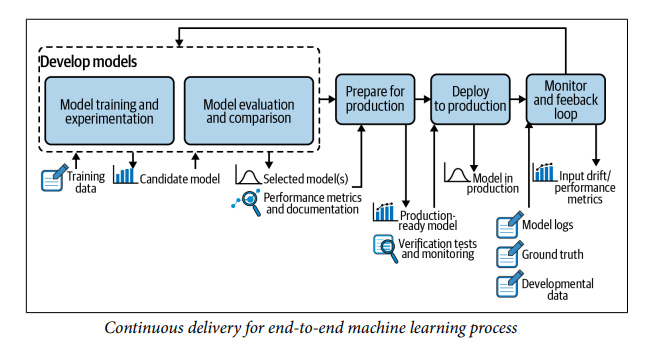 Develop models
Model training and
experimentation
Model evaluation
and comparison
Prepare for
production
Deploy
to production
Monitor
and feeback
loop
Training
data
Candidate model
Selected model(s)
Performance metrics
and documentation
Production-
ready model
Verification tests
and monitoring
Model in
production
Input drift/
performance
metrics
Model logs
Ground truth
Developmental
data
Continuous delivery for end-to-end machine learning process